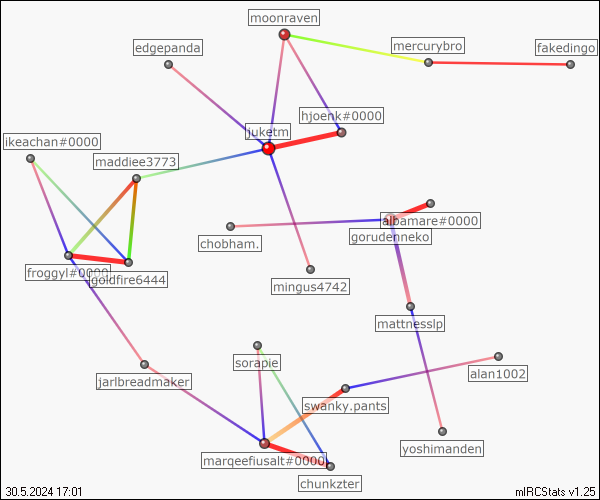 moonraven
edgepanda
mercurybro
fakedingo
hjoenk#0000
juketm
ikeachan#0000
maddiee3773
albamare#0000
chobham.
gorudenneko
froggyl#0000
goldfire6444
mingus4742
mattnesslp
sorapie
alan1002
jarlbreadmaker
swanky.pants
yoshimanden
marqeefiusalt#0000
chunkzter
30.5.2024 17:01
mIRCStats v1.25